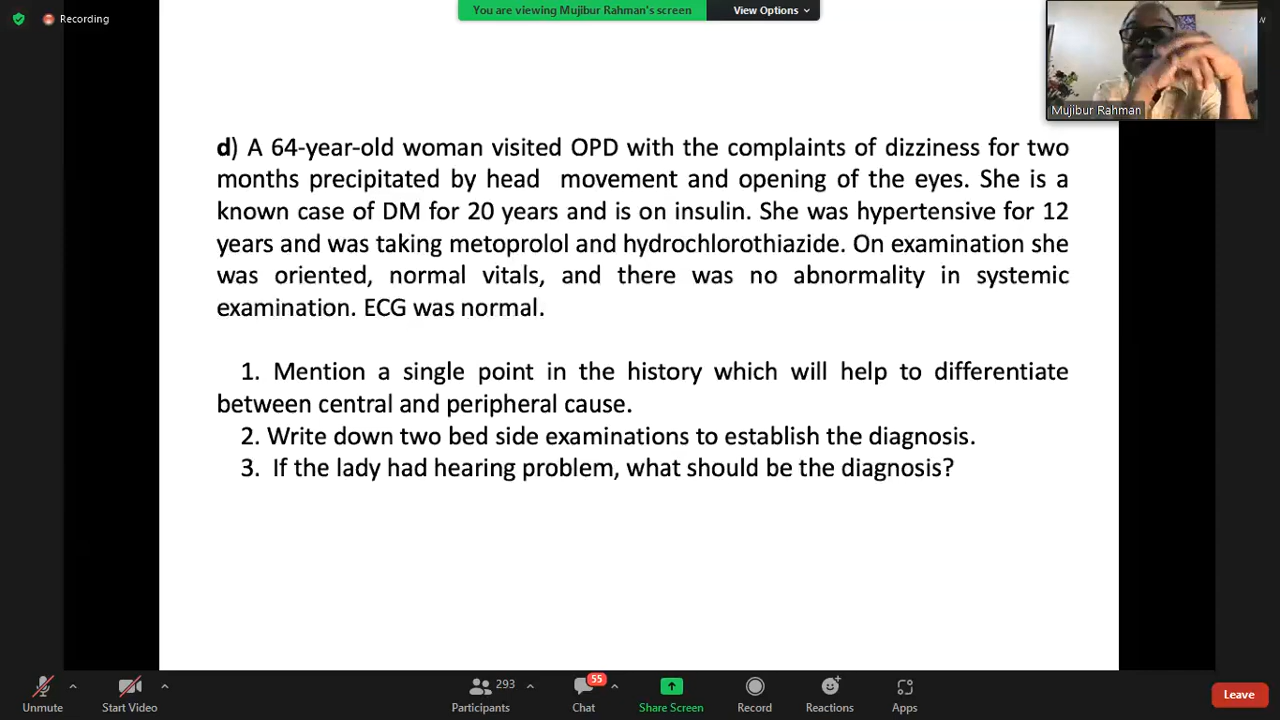 Recording
You are viewing Mujibur Rahman's screen
View Options
Mujibur Rahman
d) A 64-year-old woman visited OPD with the complaints of dizziness for two
months precipitated by head movement and opening of the eyes. She is a
known case of DM for 20 years and is on insulin. She was hypertensive for 12
years and was taking metoprolol and hydrochlorothiazide. On examination she
was oriented, normal vitals, and there was no abnormality in systemic
examination. ECG was normal.
1. Mention a single point in the history which will help to differentiate
between central and peripheral cause.
2. Write down two bed side examinations to establish the diagnosis.
3. If the lady had hearing problem, what should be the diagnosis?
Unmute
Start Video
293
Participants
55
Chat
Share Screen
Record
Reactions
Apps
Leave